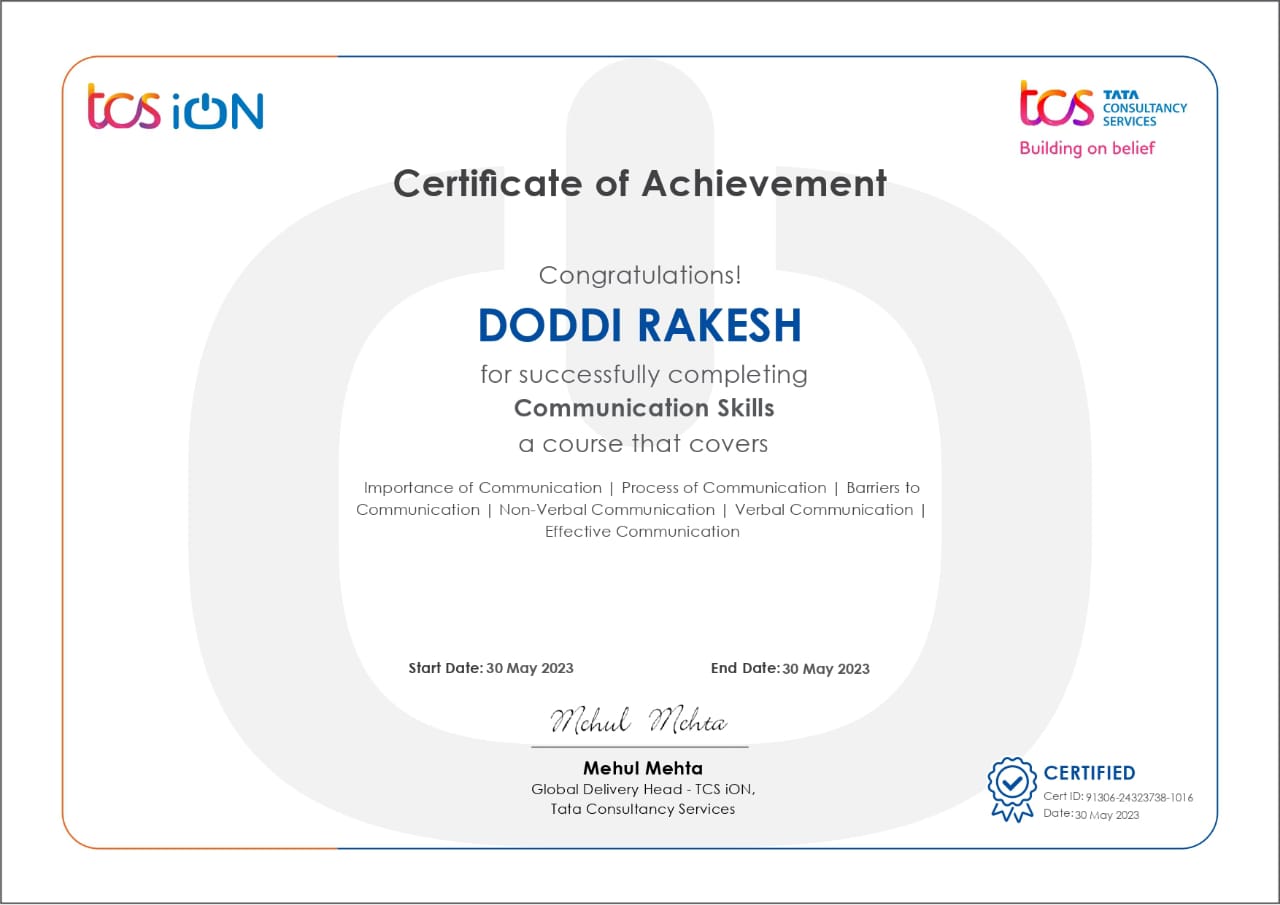 tcs iON
tcs TATA
CONSULTANCY
SERVICES
Building on belief
Certificate of Achievement
Congratulations!
DODDI RAKESH
for successfully completing
Communication Skills
a course that covers
Importance of Communication | Process of Communication | Barriers to
Communication | Non-Verbal Communication | Verbal Communication |
Effective Communication
Start Date: 30 May 2023 End Date: 30 May 2023
Mehul Mehta
Mehul Mehta
Global Delivery Head - TCS iON,
Tata Consultancy Services
CERTIFIED
Cert ID: 91306-24323738-1016
Date: 30 May 2023